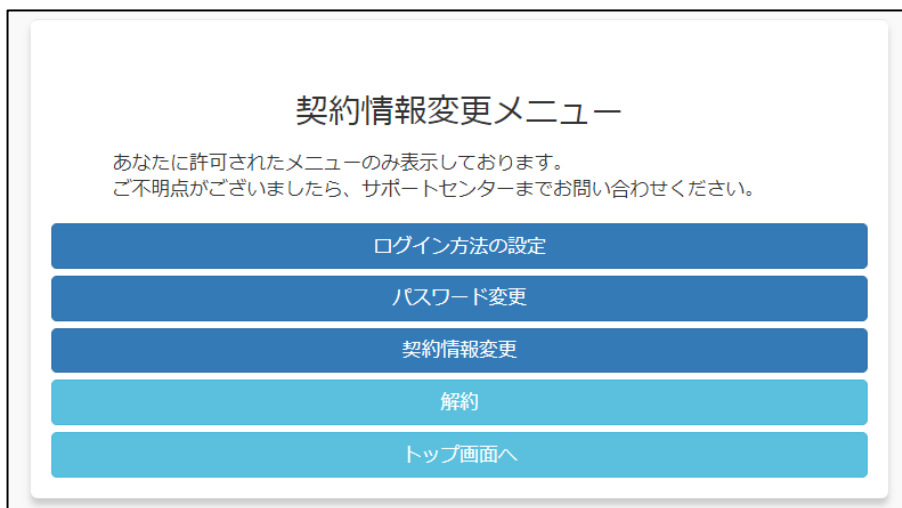 契約情報変更メニュー
あなたに許可されたメニューのみ表示しております。
ご不明点がございましたら、サポートセンターまでお問い合わせください。
ログイン方法の設定
パスワード変更
契約情報変更
解約
トップ画面へ